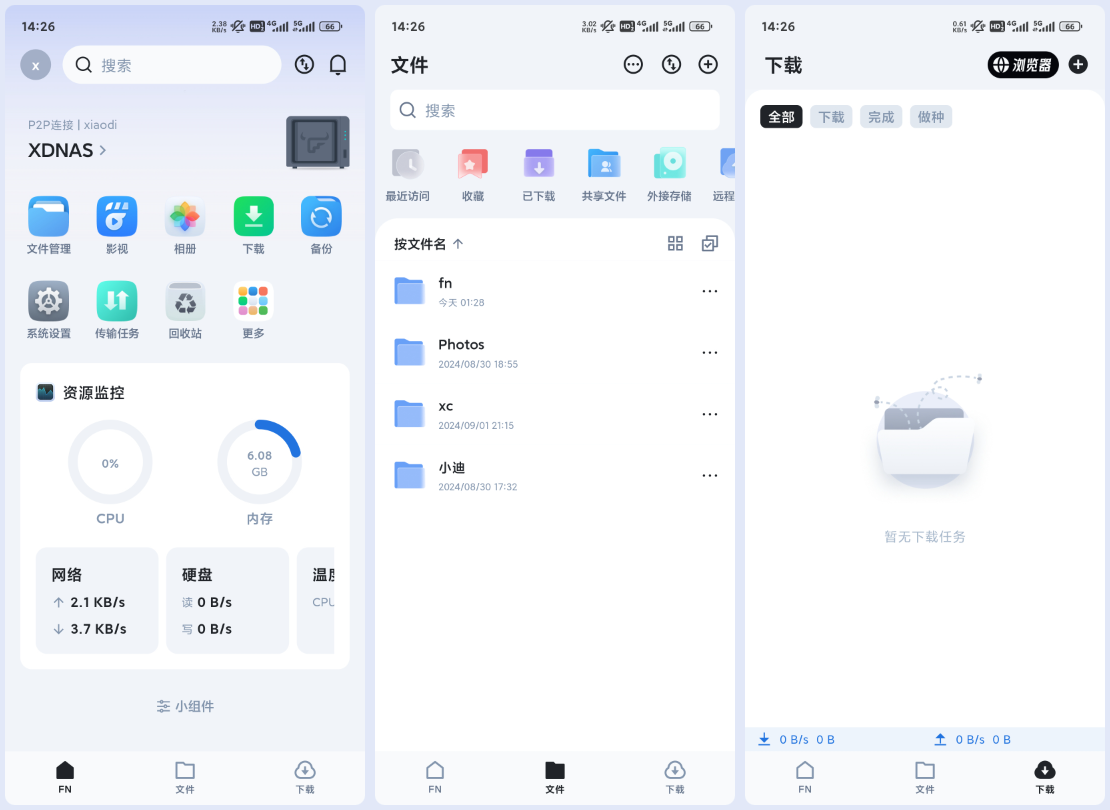 14:26
2.38 KB/s HD 4G 5G 66
x
搜索
P2P连接 | xiaodi
XDNAS
文件管理
影视
相册
下载
备份
系统设置
传输任务
回收站
更多
资源监控
0%
CPU
6.08 GB
内存
网络
↑ 2.1 KB/s
↓ 3.7 KB/s
硬盘
读 0 B/s
写 0 B/s
温度
CPU
小组件
FN
文件
下载
14:26
3.02 KB/s HD 4G 5G 66
文件
搜索
最近访问
收藏
已下载
共享文件
外接存储
远程
按文件名 ↑
fn
今天 01:28
Photos
2024/08/30 18:55
xc
2024/09/01 21:15
小迪
2024/08/30 17:32
FN
文件
下载
14:26
0.61 KB/s HD 4G 5G 66
下载
浏览器
全部
下载
完成
做种
暂无下载任务
0 B/s 0 B
0 B/s 0 B
FN
文件
下载